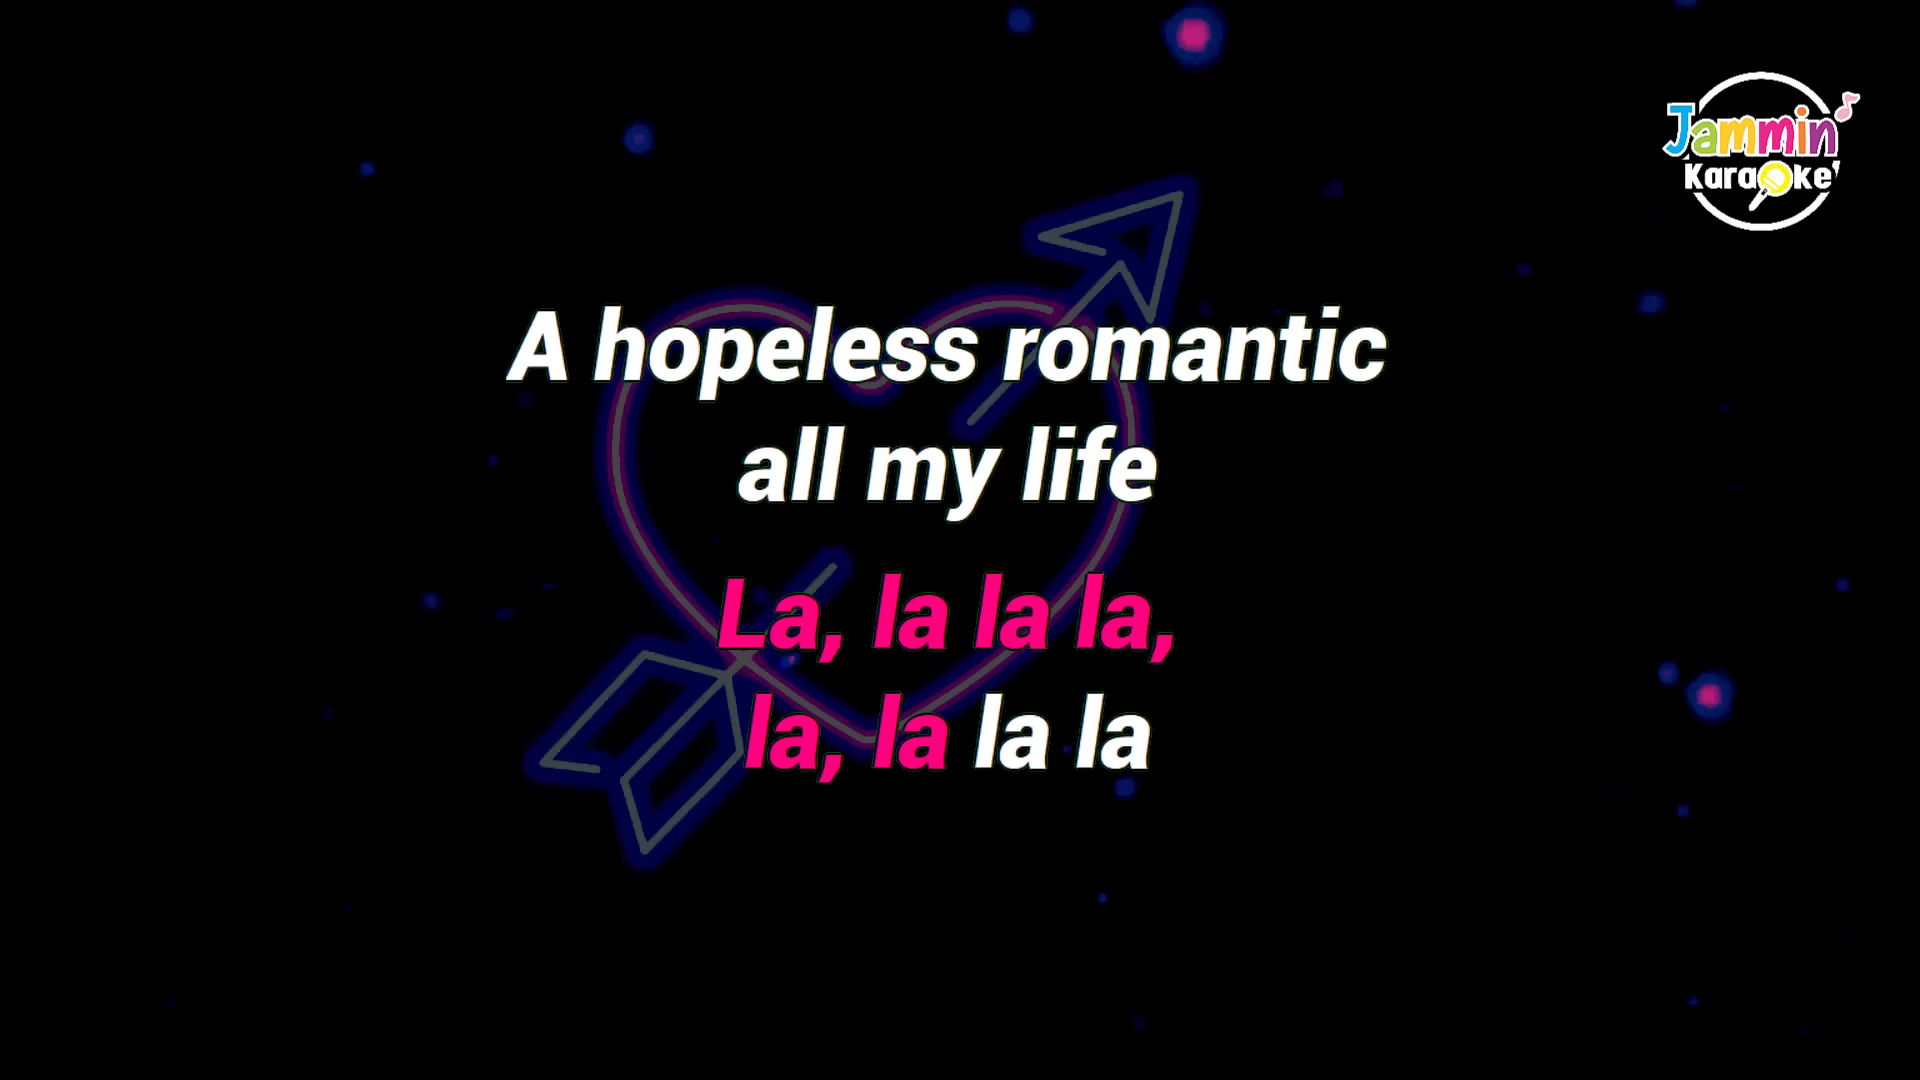 Jammin'
Karaoke
A hopeless romantic
all my life
La, la la la,
la, la la la